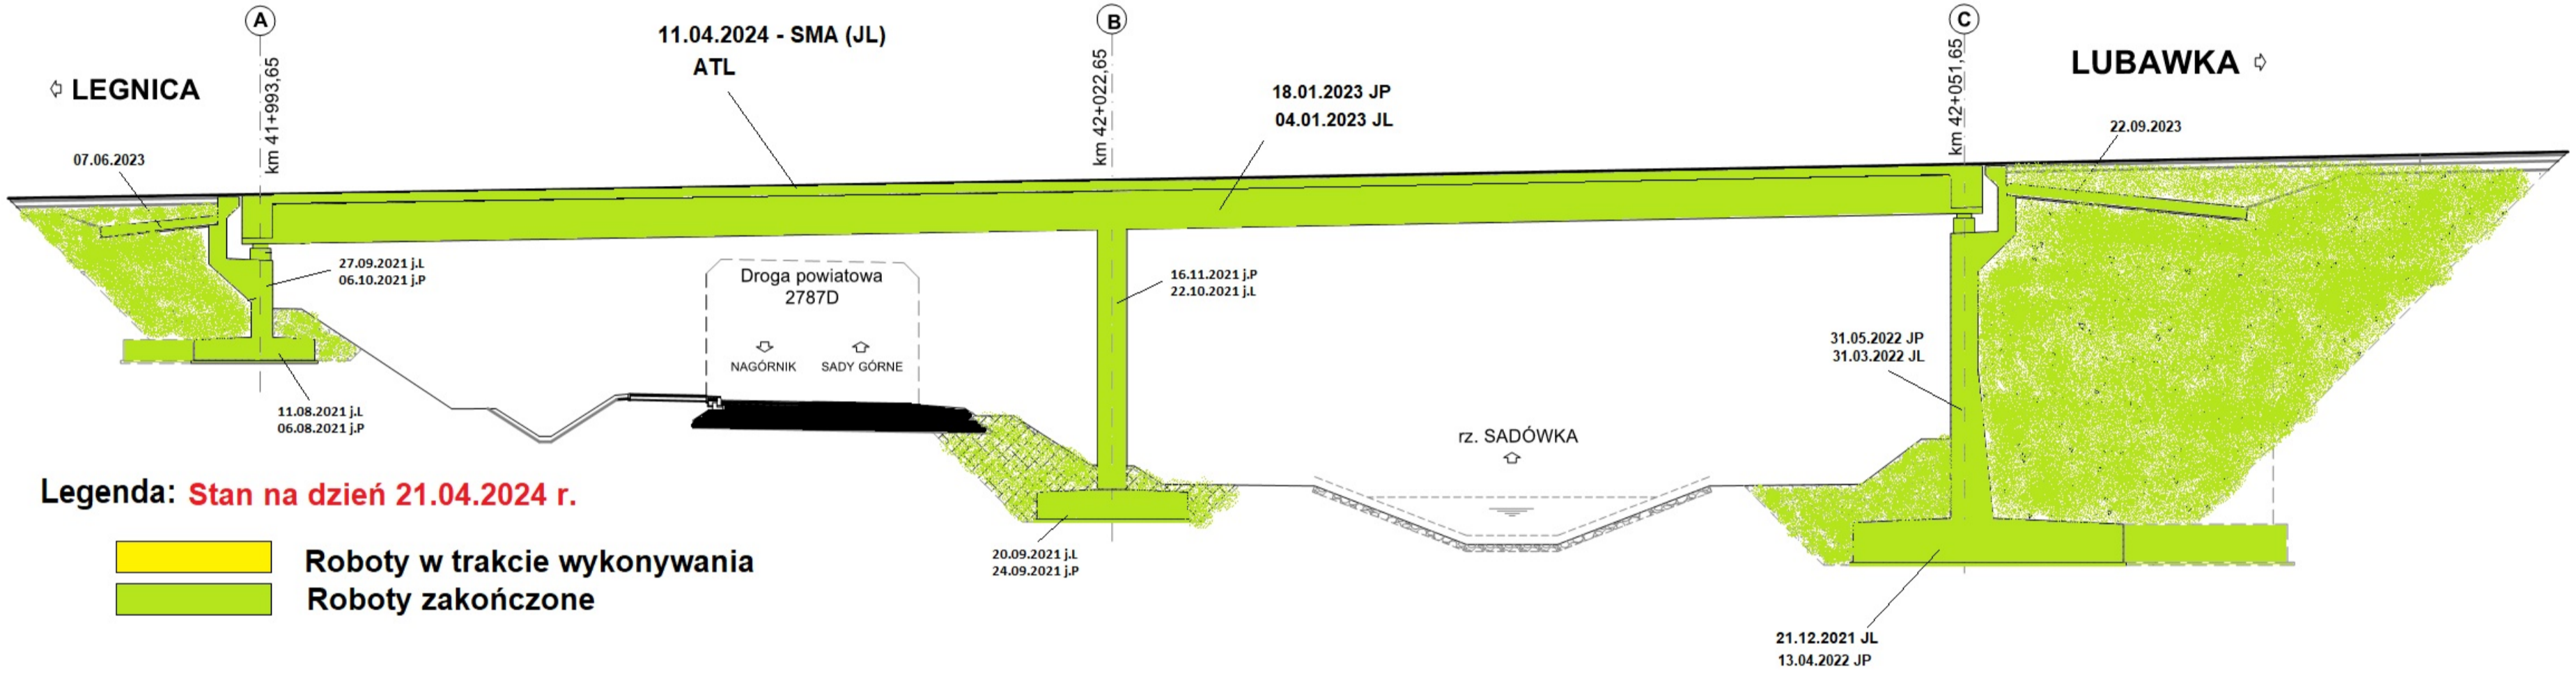 A
B
C
11.04.2024 - SMA (JL)
ATL
LEGNICA
km 41+993,65
km 42+022,65
km 42+051,65
LUBAWKA
18.01.2023 JP
04.01.2023 JL
07.06.2023
22.09.2023
27.09.2021 j.L
06.10.2021 j.P
Droga powiatowa
2787D
NAGÓRNIK SADY GÓRNE
16.11.2021 j.P
22.10.2021 j.L
31.05.2022 JP
31.03.2022 JL
11.08.2021 j.L
06.08.2021 j.P
rz. SADÓWKA
20.09.2021 j.L
24.09.2021 j.P
21.12.2021 JL
13.04.2022 JP
Legenda: Stan na dzień 21.04.2024 r.
Roboty w trakcie wykonywania
Roboty zakończone